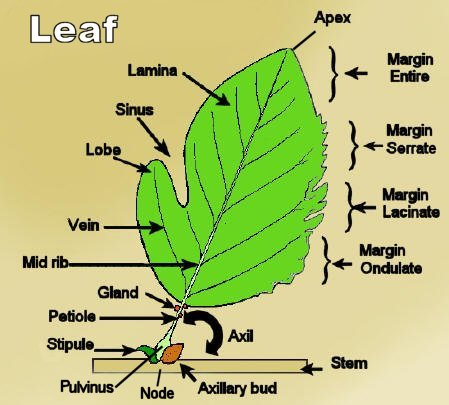 Leaf
Apex
Lamina
Margin
Entire
Sinus
Margin
Serrate
Lobe
Margin
Lacinate
Vein
Margin
Ondulate
Mid rib
Gland
Petiole
Axil
Stipule
Stem
Pulvinus
Node
Axillary bud